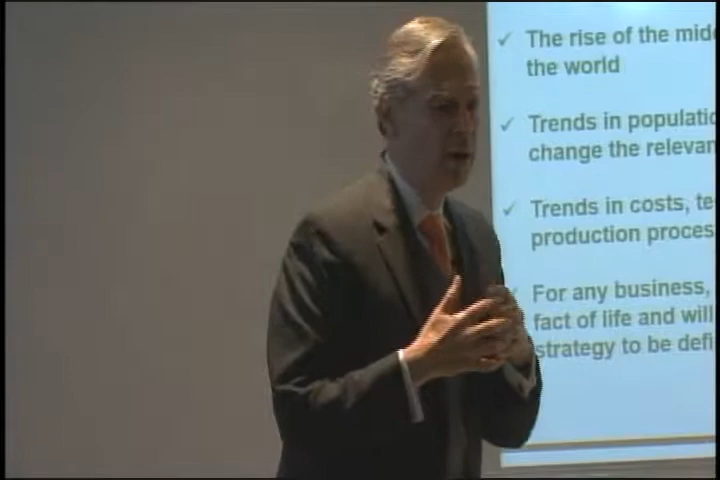 The rise of the mid
the world
Trends in populatio
change the relevan
Trends in costs, te
production proces
For any business,
fact of life and will
strategy to be defi